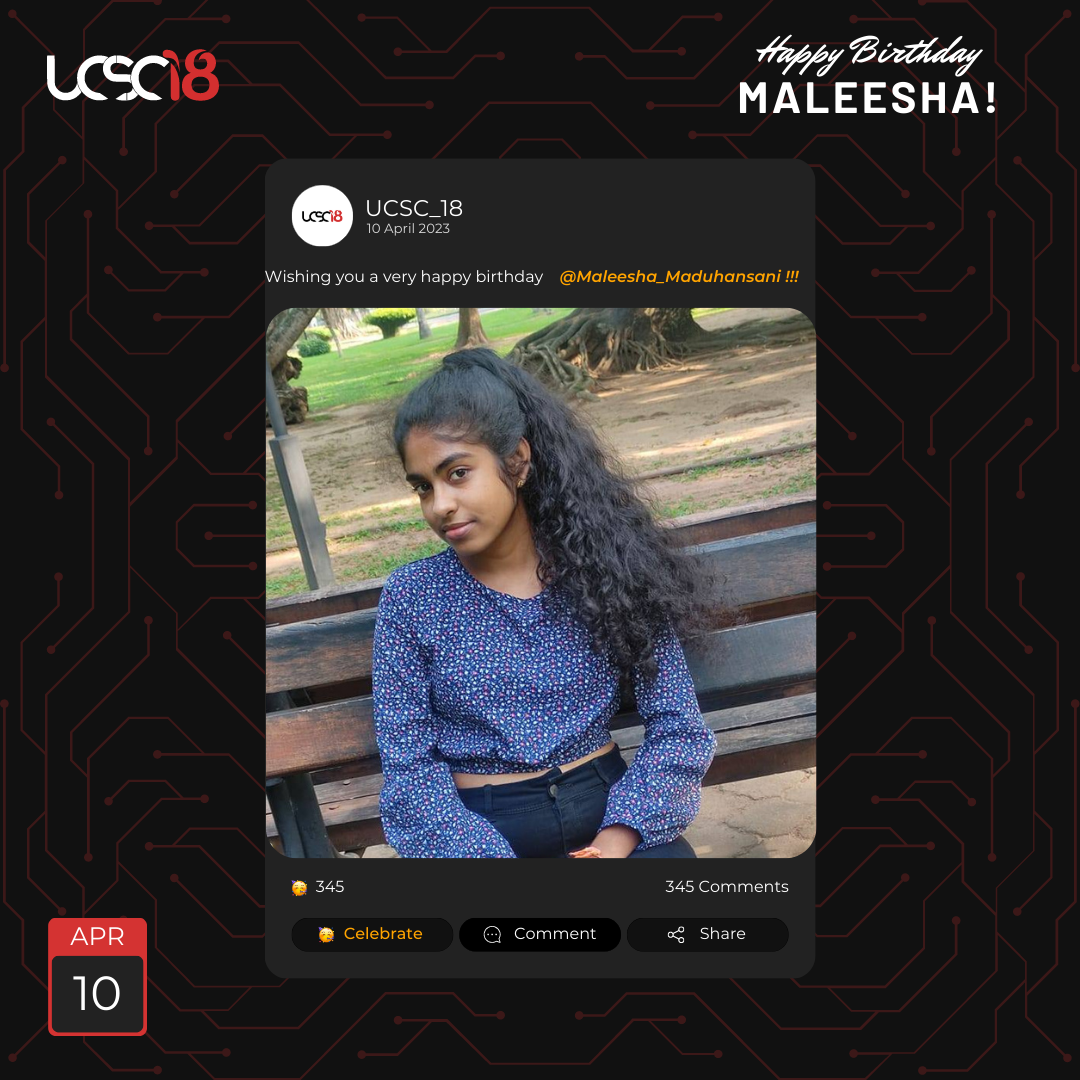 UCSC18
Happy Birthday
MALEESHA!
UCSC18
UCSC_18
10 April 2023
Wishing you a very happy birthday @Maleesha_Maduhansani !!!
345
345 Comments
Celebrate
Comment
Share
APR
10